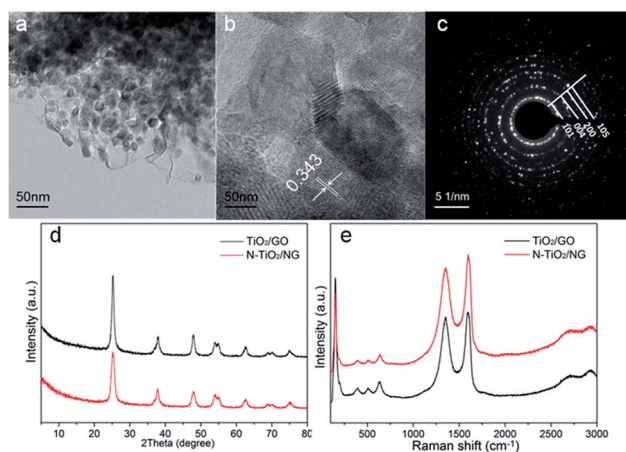 a
50nm
b
0.343
50nm
c
101
004
200
105
5 1/nm
d
TiO₂/GO
N-TiO₂/NG
Intensity (a.u.)
10 20 30 40 50 60 70 80
2Theta (degree)
e
TiO₂/GO
N-TiO₂/NG
Intensity (a.u.)
500 1000 1500 2000 2500 3000
Raman shift (cm⁻¹)